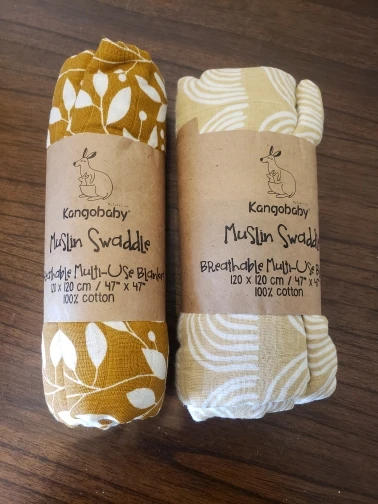 Kangobaby
Muslin Swaddle
Breathable Multi-Use Blanket
120 x 120 cm / 47" x 47"
100% cotton
Kangobaby
Muslin Swaddle
Breathable Multi-Use
120 x 120 cm / 47" x
100% cotton